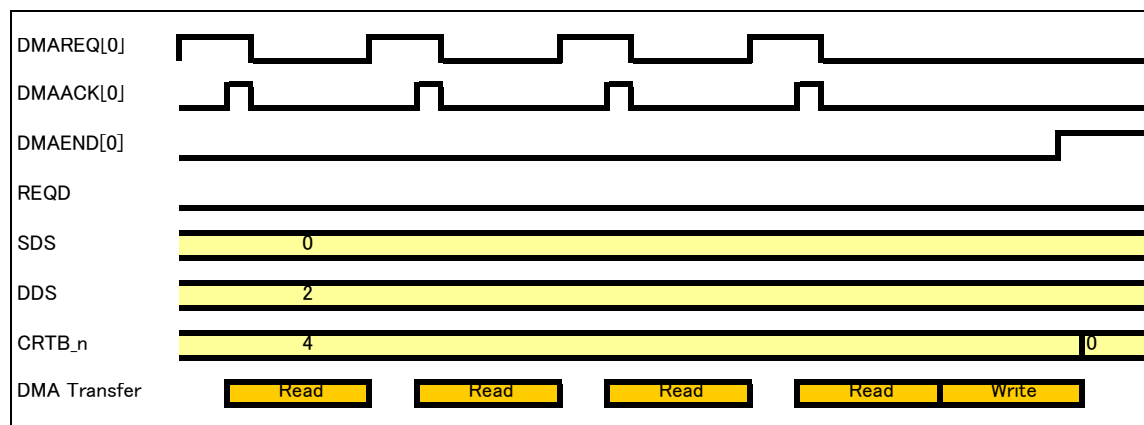 DMAREQ[0]
DMAACK[0]
DMAEND[0]
REQD
SDS 0
DDS 2
CRTB_n 4 0
DMA Transfer Read Read Read Read Write